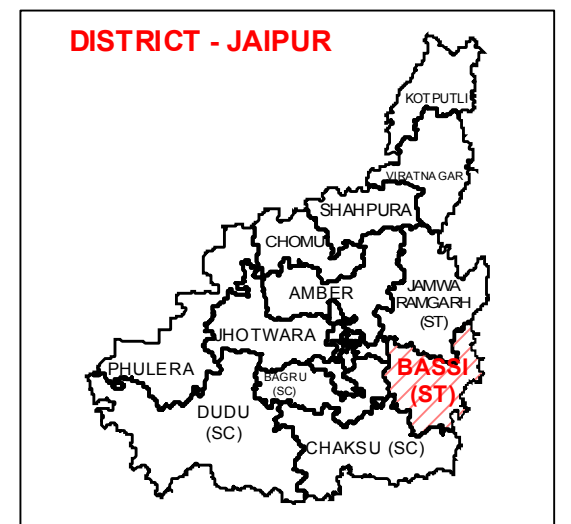 DISTRICT - JAIPUR
KOTPUTLI
VIRATNAGAR
SHAHPURA
CHOMU
AMBER
JAMWA
RAMGARH
(ST)
JHOTWARA
PHULERA
BAGRU
(SC)
BASSI
(ST)
DUDU
(SC)
CHAKSU (SC)